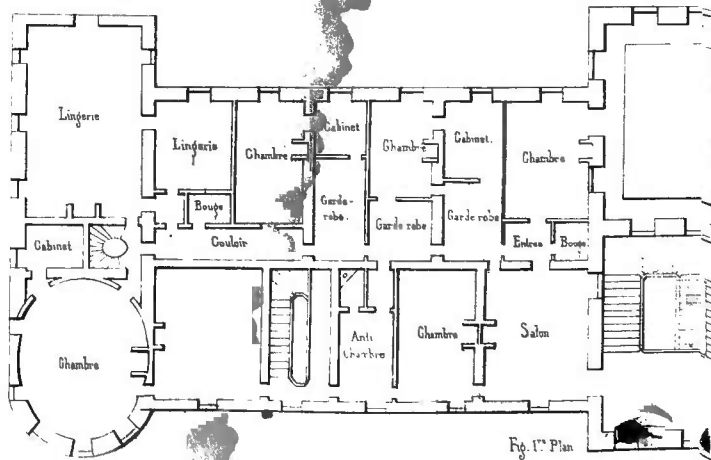 Lingerie
Lingerie
Chambre
Cabinet
Chambre
Cabinet.
Chambre
Bouge
Garde-
robe.
Garde robe
Garde robe
Entrée
Bouge
Cabinet
Couloir
Chambre
Anti
Chambre
Chambre
Salon
Fig. 1re Plan